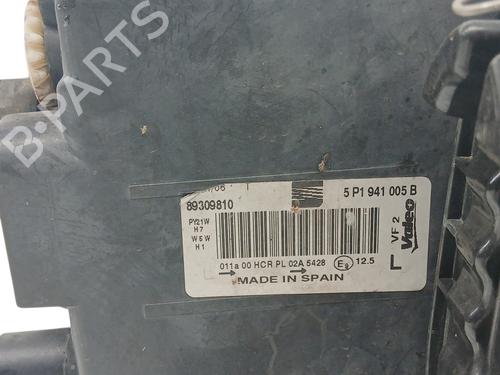 5 P1 941 005 B
89309810
PY21W
H7
W5W
H1
011a 00 HCR PL 02A 5428
E9 12.5
MADE IN SPAIN
L
VF 2
Valeo
B-PARTS